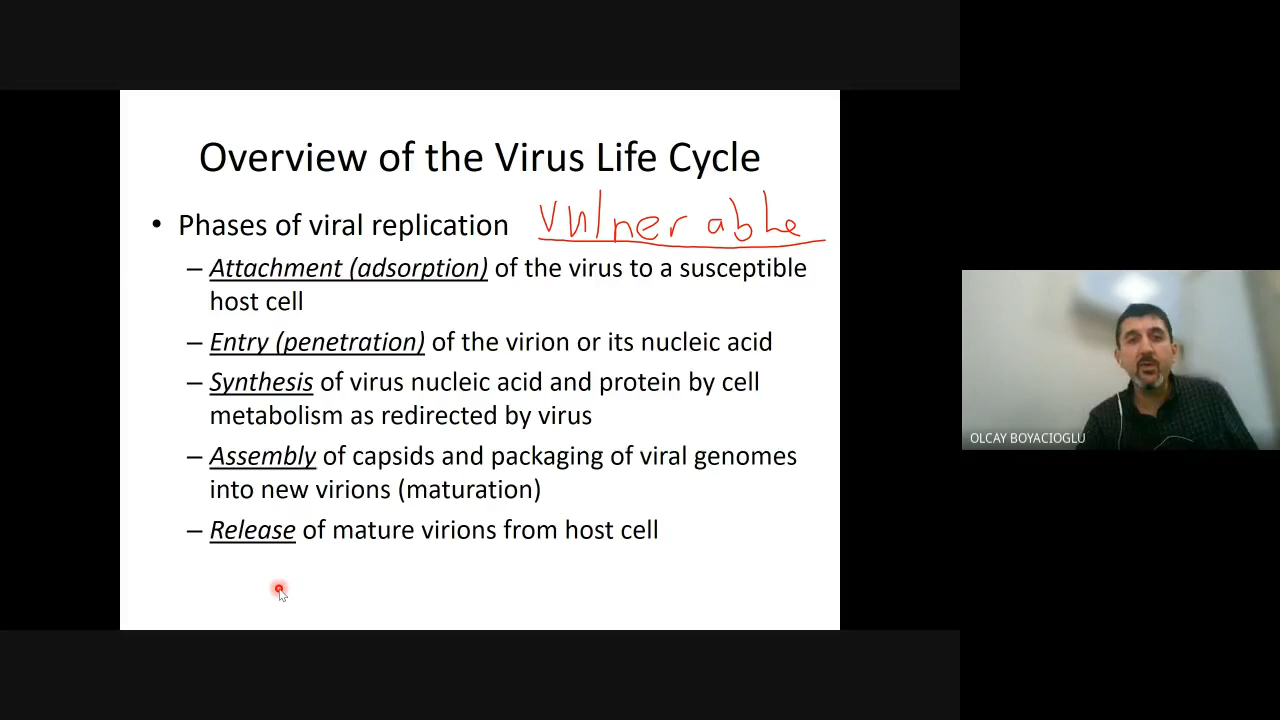 Overview of the Virus Life Cycle
• Phases of viral replication vulnerable
– Attachment (adsorption) of the virus to a susceptible
host cell
– Entry (penetration) of the virion or its nucleic acid
– Synthesis of virus nucleic acid and protein by cell
metabolism as redirected by virus
– Assembly of capsids and packaging of viral genomes
into new virions (maturation)
– Release of mature virions from host cell
OLCAY BOYACIOGLU